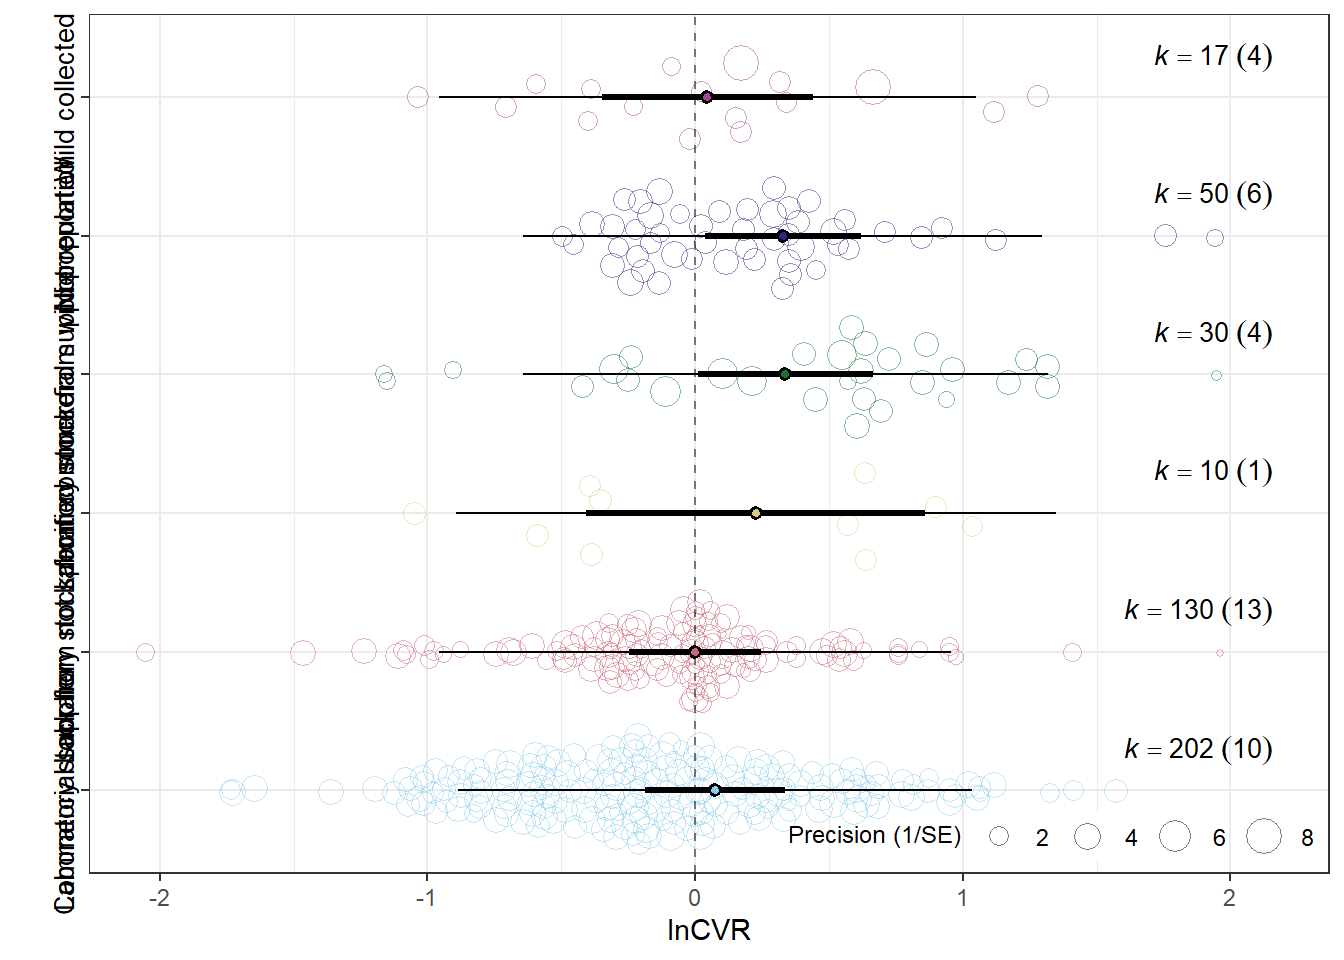 Wild collected
k = 17 (4)
k = 50 (6)
k = 30 (4)
k = 10 (1)
k = 130 (13)
k = 202 (10)
Precision (1/SE) 2 4 6 8
-2 -1 0 1 2
lnCVR